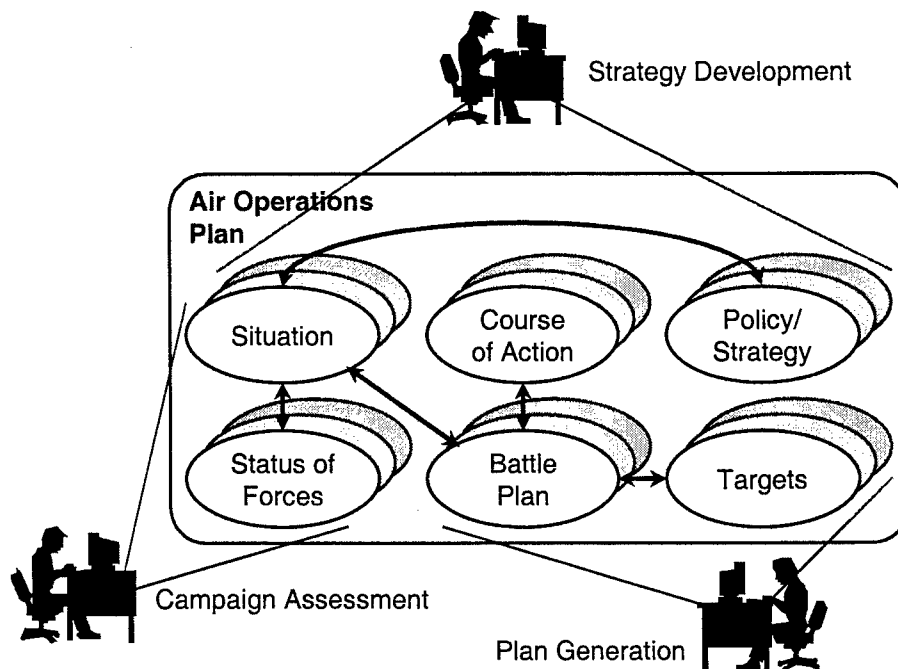 Strategy Development
Air Operations
Plan
Situation
Course
of Action
Policy/
Strategy
Status of
Forces
Battle
Plan
Targets
Campaign Assessment
Plan Generation